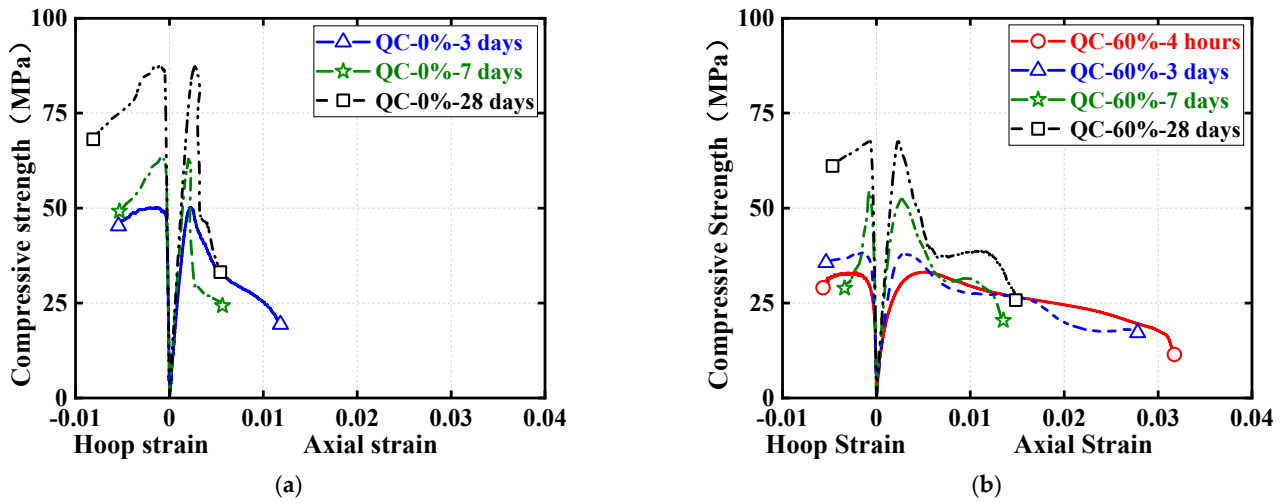 100
75
50
25
0
-0.01
0
0.01
0.02
0.03
0.04
Compressive strength（MPa）
Hoop strain
Axial strain
QC-0%-3 days
QC-0%-7 days
QC-0%-28 days
(a)
100
75
50
25
0
-0.01
0
0.01
0.02
0.03
0.04
Compressive Strength（MPa）
Hoop Strain
Axial Strain
QC-60%-4 hours
QC-60%-3 days
QC-60%-7 days
QC-60%-28 days
(b)